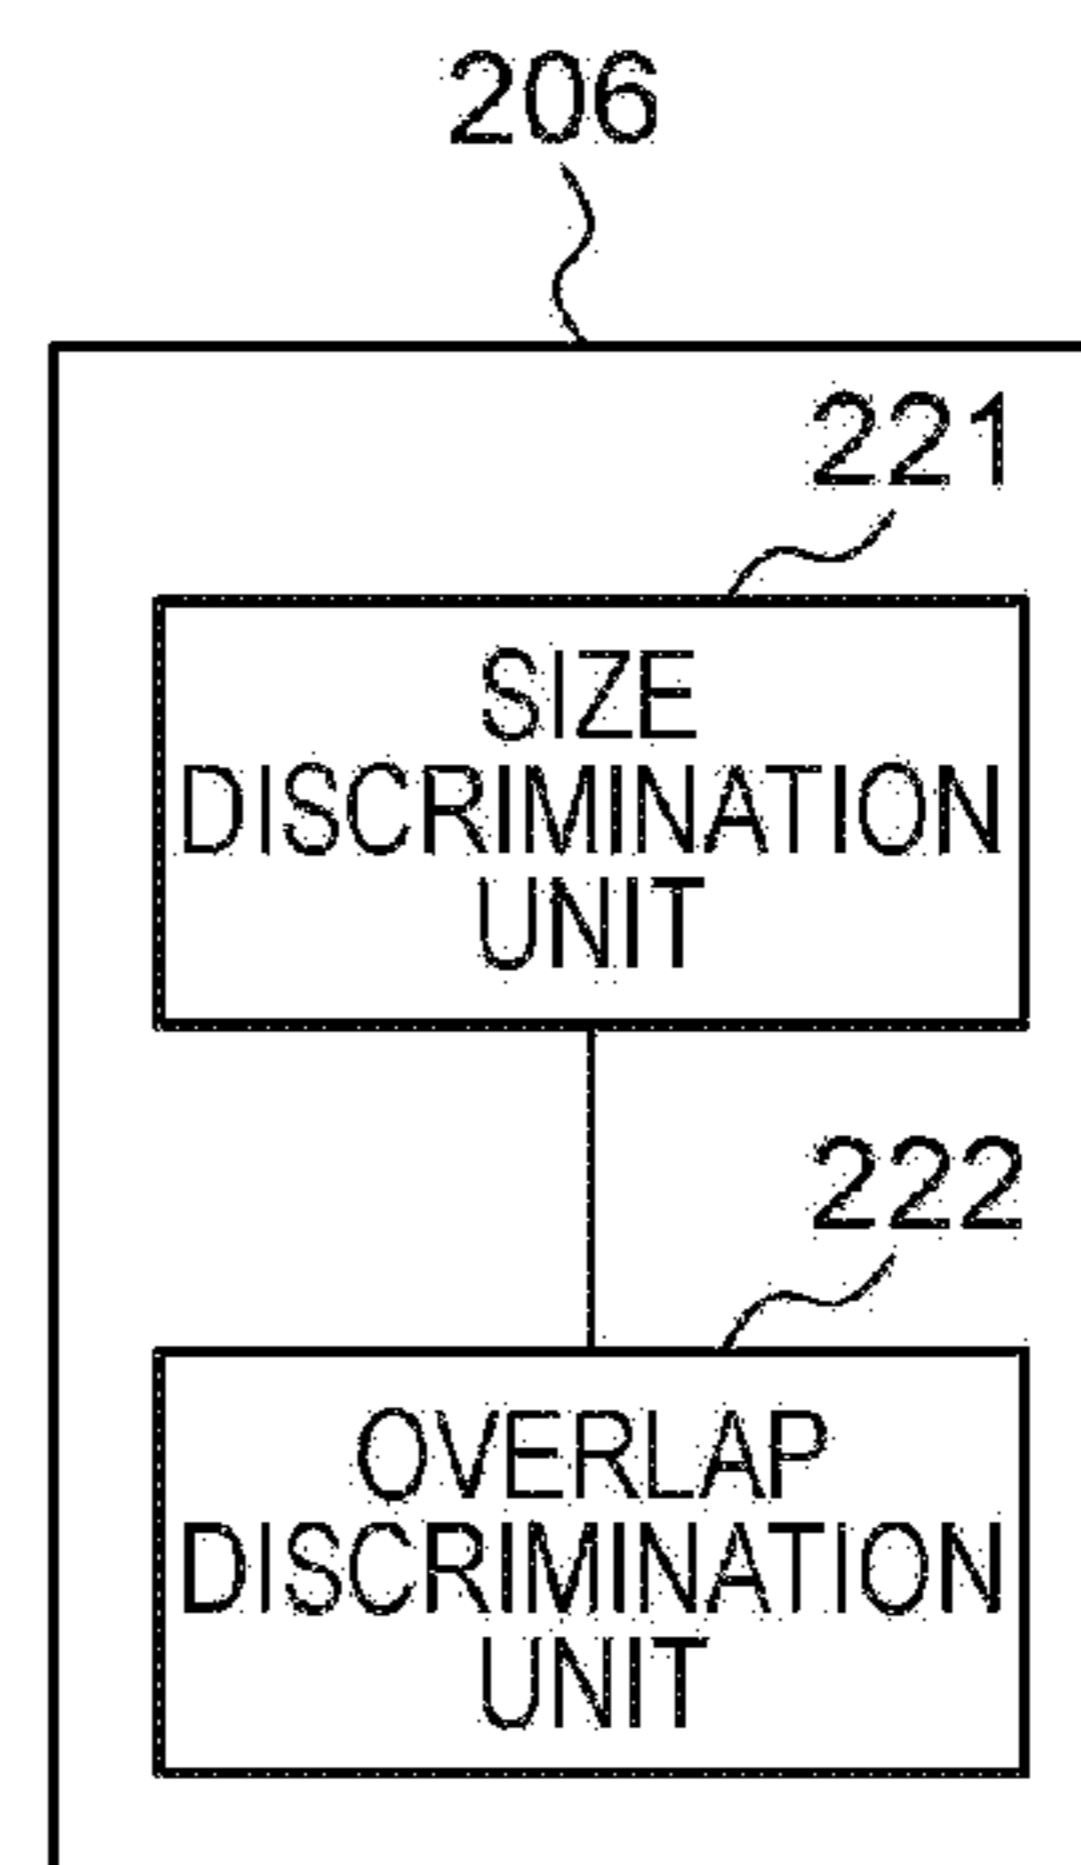 206
221
SIZE
DISCRIMINATION
UNIT
222
OVERLAP
DISCRIMINATION
UNIT